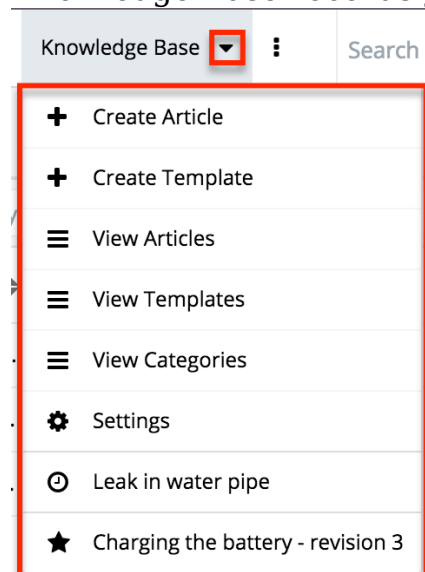 Knowledge Base
Search
Create Article
Create Template
View Articles
View Templates
View Categories
Settings
Leak in water pipe
Charging the battery - revision 3